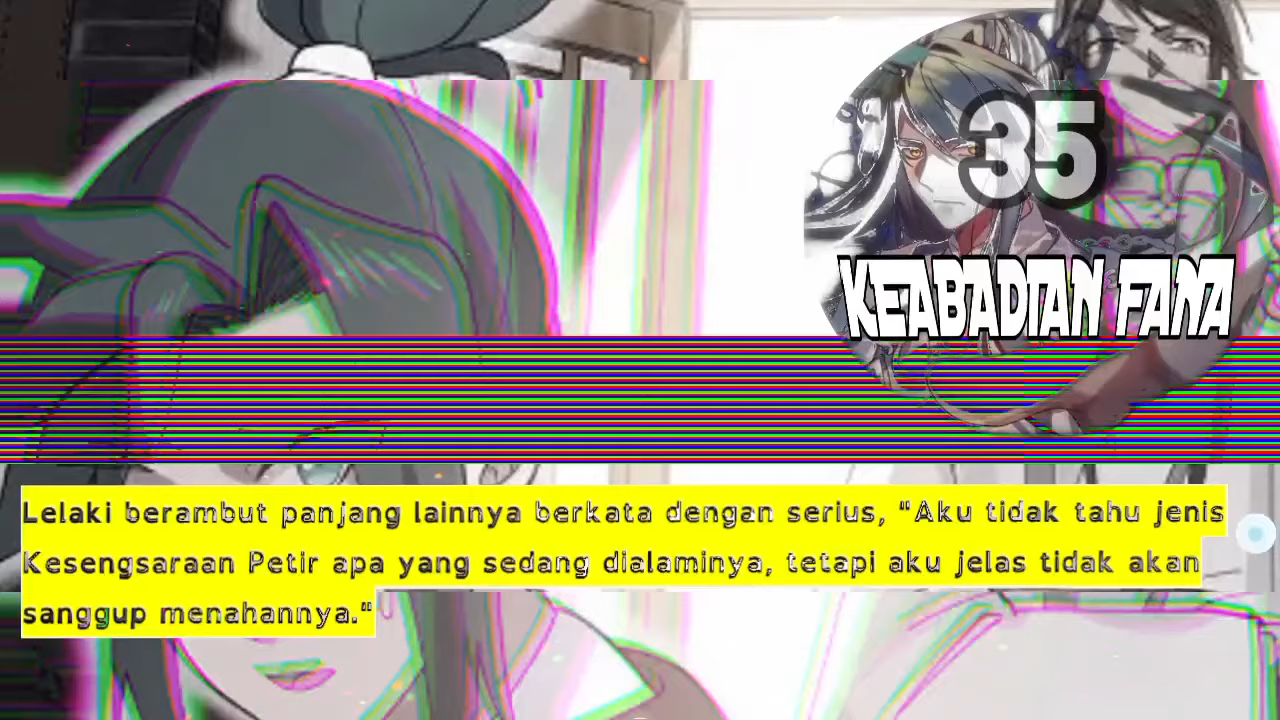 35
KEABADIAN FANA
Lelaki berambut panjang lainnya berkata dengan serius, "Aku tidak tahu jenis
Kesengsaraan Petir apa yang sedang dialaminya, tetapi aku jelas tidak akan
sanggup menahannya."